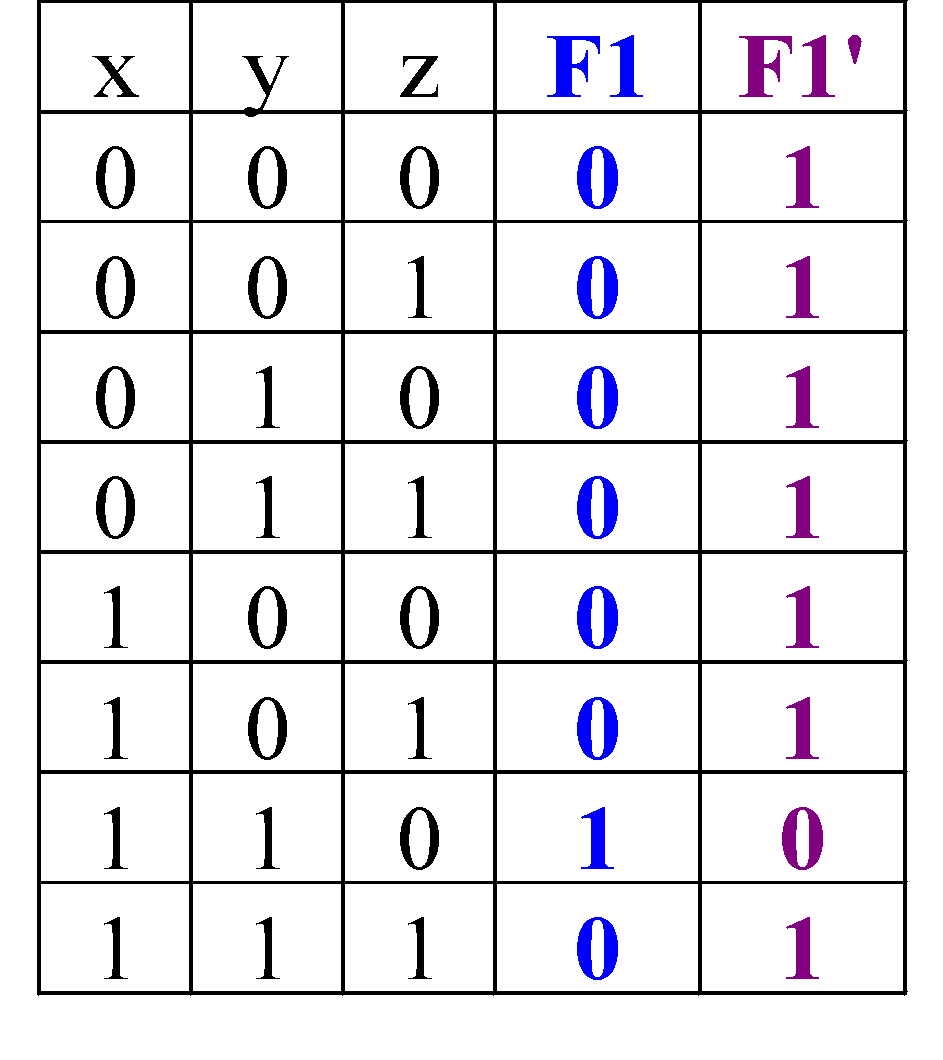 x y z F1 F1'
0 0 0 0 1
0 0 1 0 1
0 1 0 0 1
0 1 1 0 1
1 0 0 0 1
1 0 1 0 1
1 1 0 1 0
1 1 1 0 1